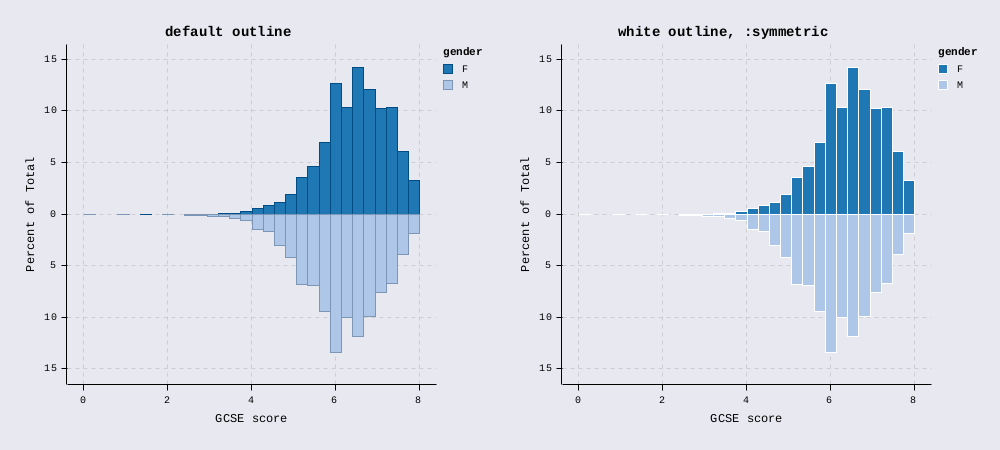 default outline
gender
F
M
15
10
5
0
5
10
15
Percent of Total
0 2 4 6 8
GCSE score
white outline, :symmetric
gender
F
M
15
10
5
0
5
10
15
Percent of Total
0 2 4 6 8
GCSE score